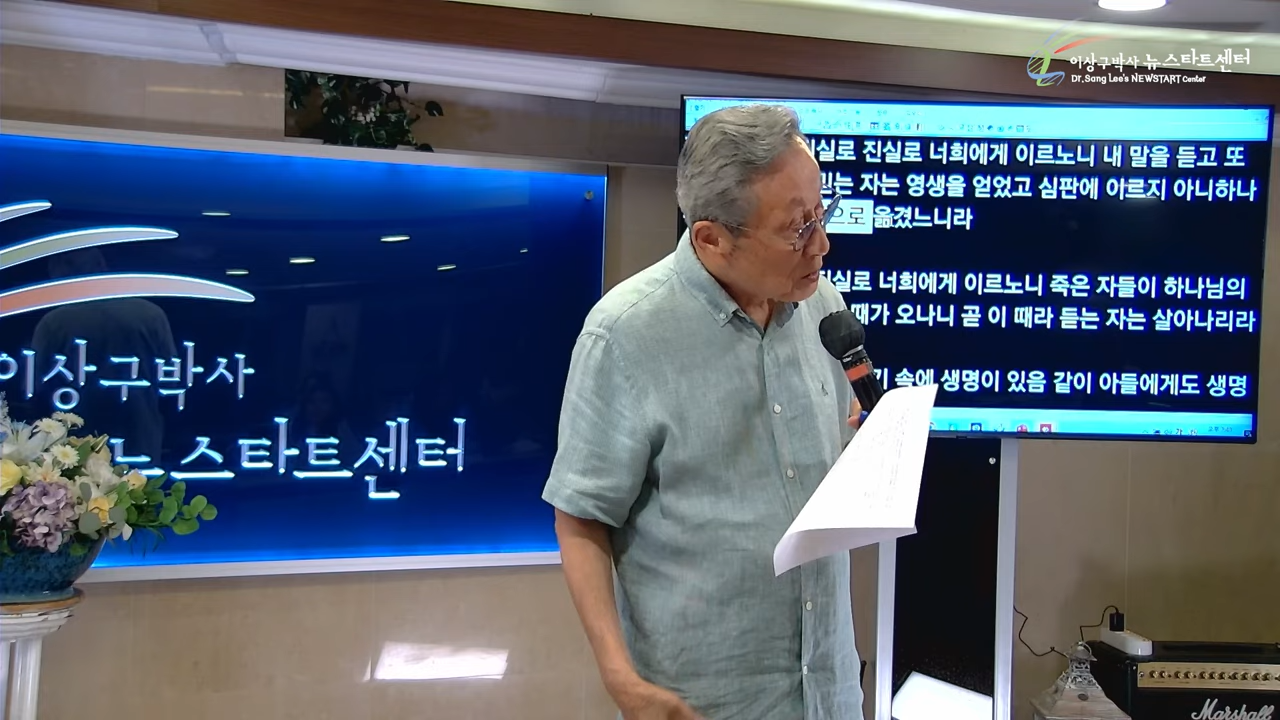 이상구박사 뉴스타트센터
Dr. Sang Lee's NEWSTART Center
실로 진실로 너희에게 이르노니 내 말을 듣고 또
믿는 자는 영생을 얻었고 심판에 아르지 아니하나
으로 옮겼느니라
진실로 너희에게 이르노니 죽은 자들이 하나님의
때가 오나니 곧 이 때라 듣는 자는 살아나리라
속에 생명이 있음 같이 아들에게도 생명
이상구박사
뉴스타트센터
Marshall